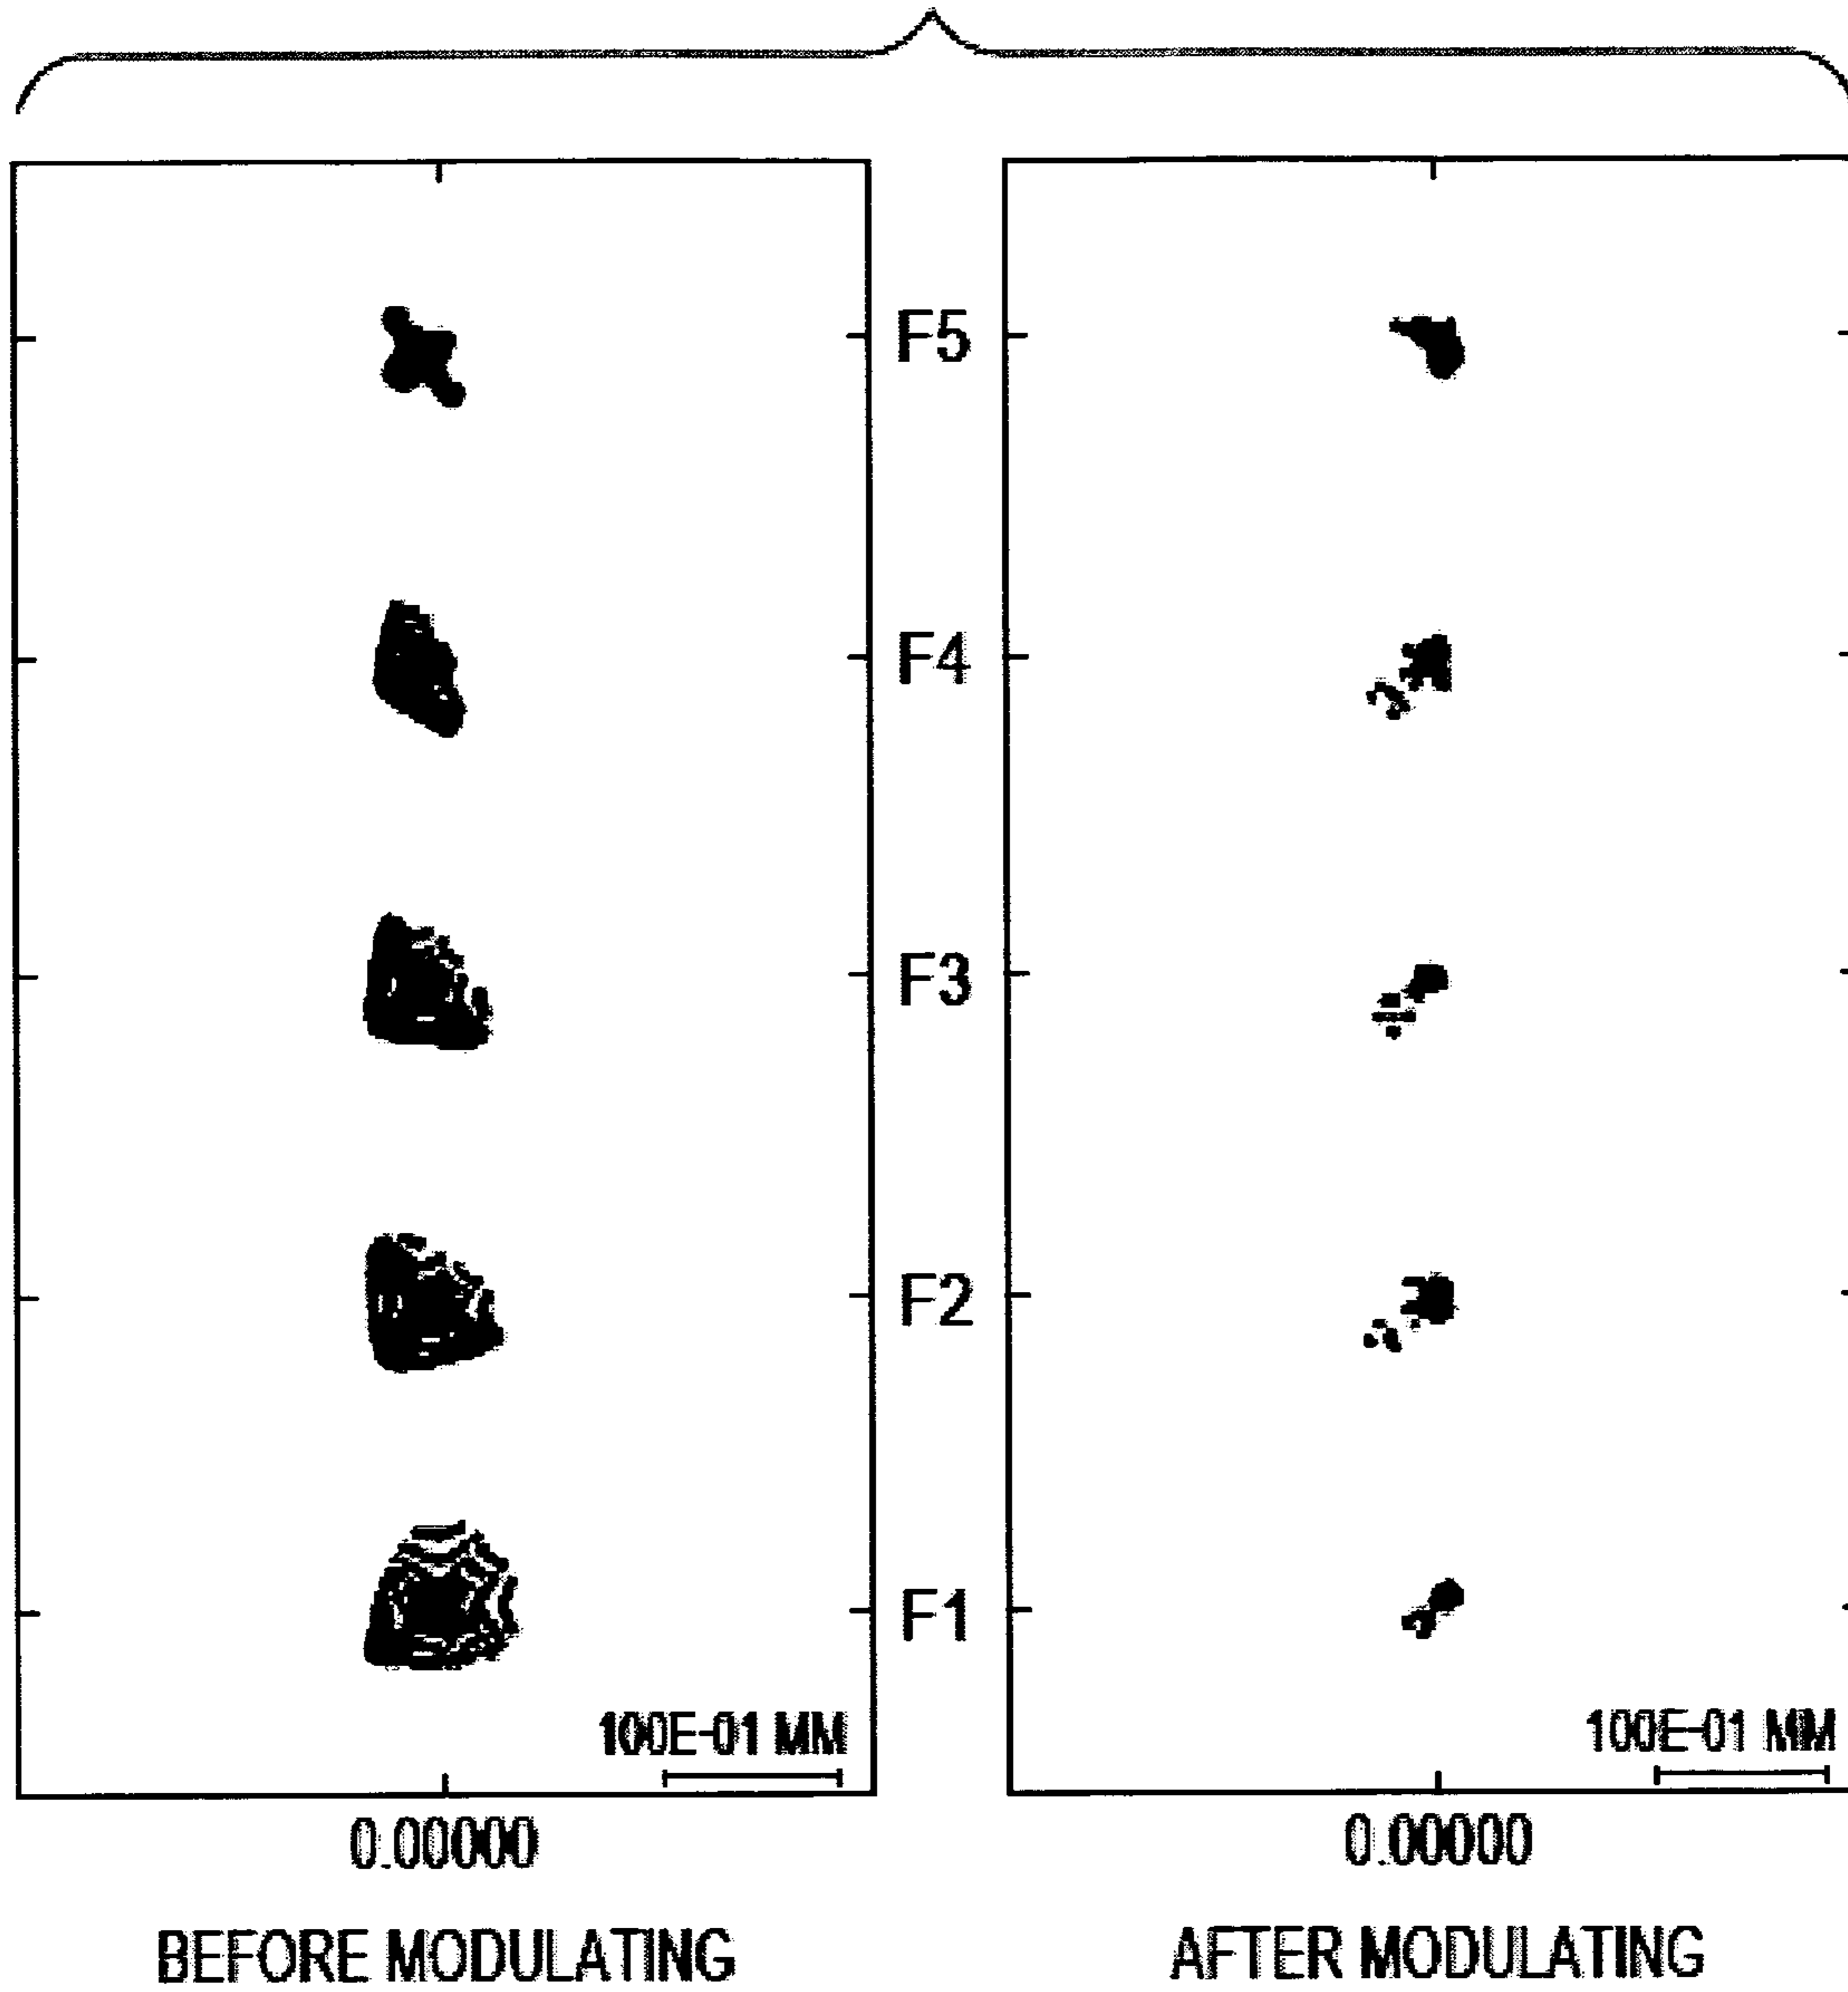 F5
F4
F3
F2
F1
100E-01 MM
100E-01 MM
0.00000
0.00000
BEFORE MODULATING
AFTER MODULATING